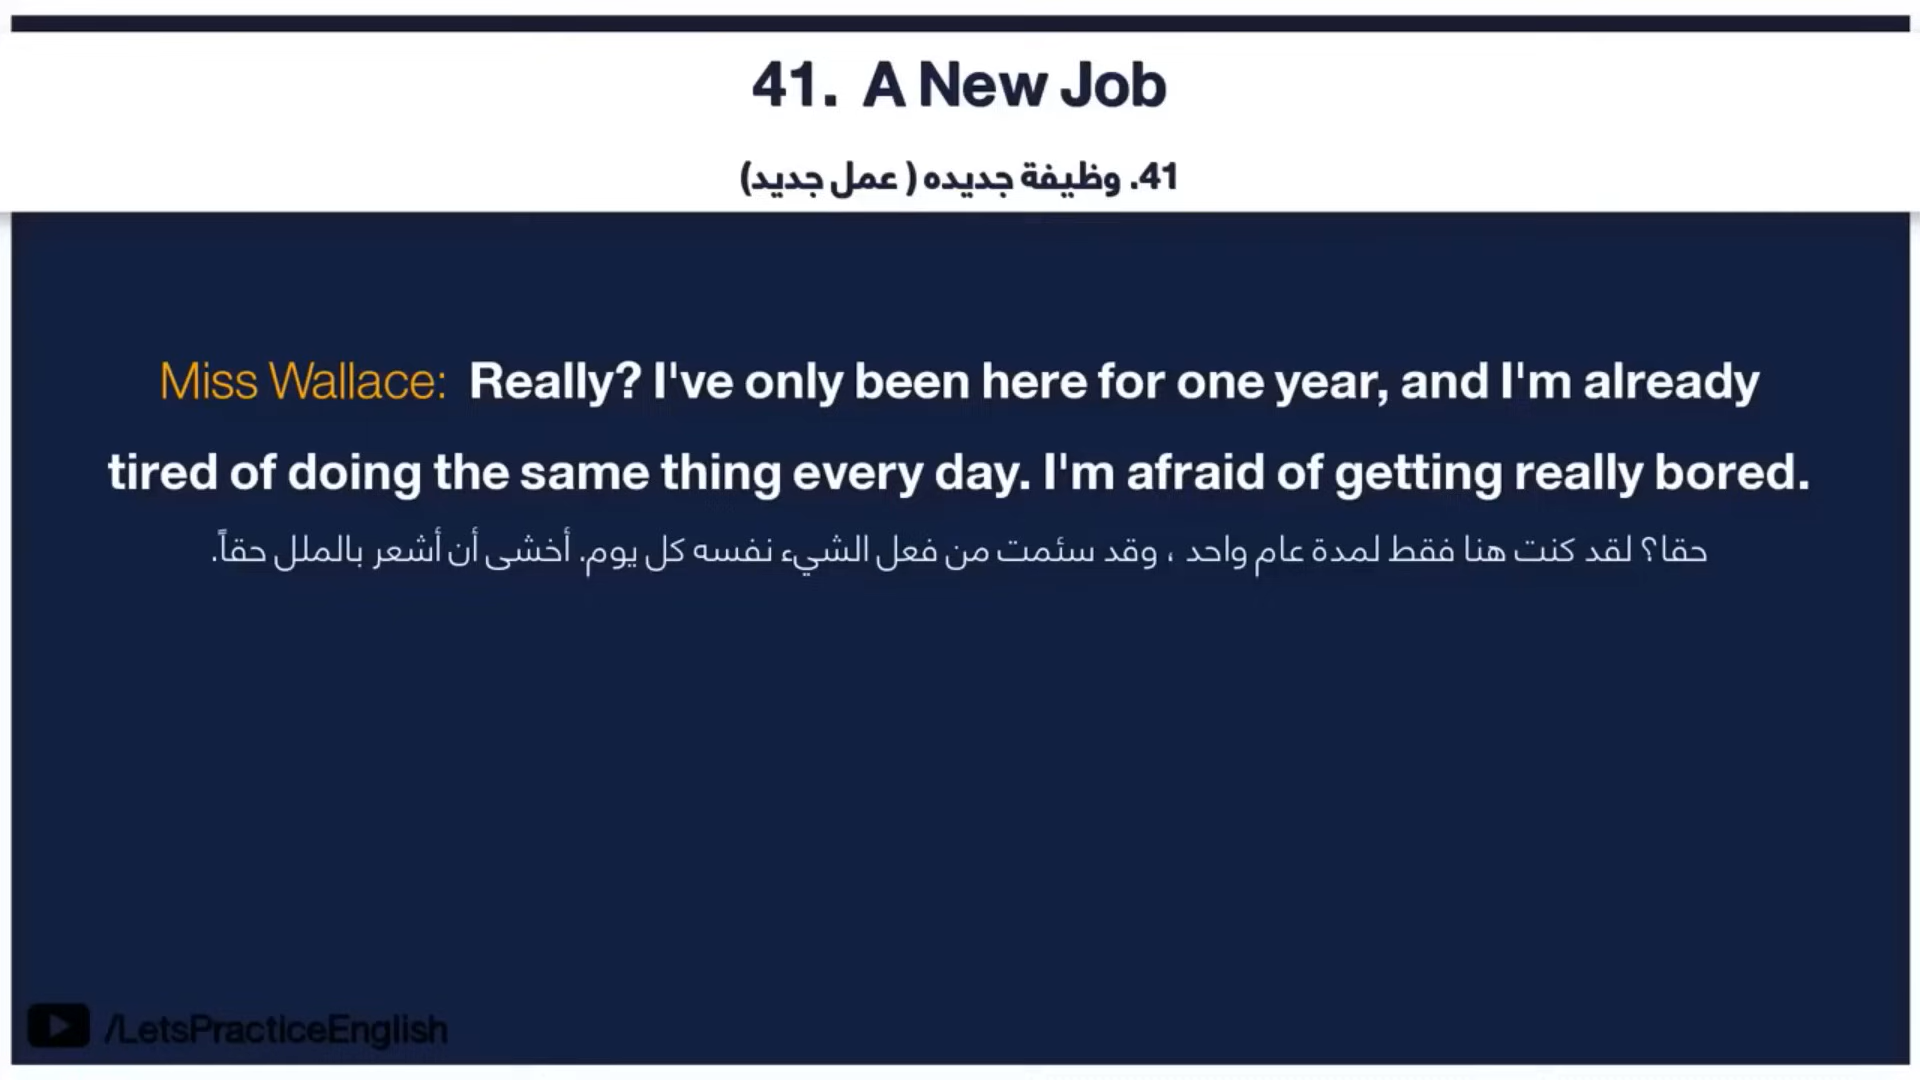 41. A New Job
41. وظيفة جديده ( عمل جديد)
Miss Wallace: Really? I've only been here for one year, and I'm already
tired of doing the same thing every day. I'm afraid of getting really bored.
حقا؟ لقد كنت هنا فقط لمدة عام واحد ، وقد سئمت من فعل الشيء نفسه كل يوم. أخشى أن أشعر بالملل حقاً.
/LetsPracticeEnglish